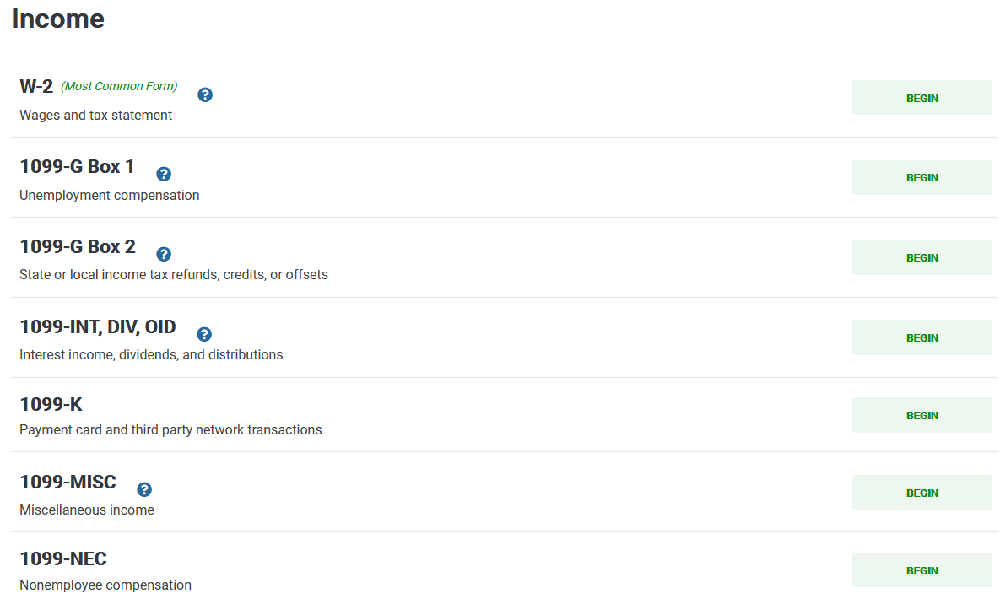 Income
W-2 (Most Common Form) ?
BEGIN
Wages and tax statement
1099-G Box 1 ?
BEGIN
Unemployment compensation
1099-G Box 2 ?
BEGIN
State or local income tax refunds, credits, or offsets
1099-INT, DIV, OID ?
BEGIN
Interest income, dividends, and distributions
1099-K
BEGIN
Payment card and third party network transactions
1099-MISC ?
BEGIN
Miscellaneous income
1099-NEC
BEGIN
Nonemployee compensation